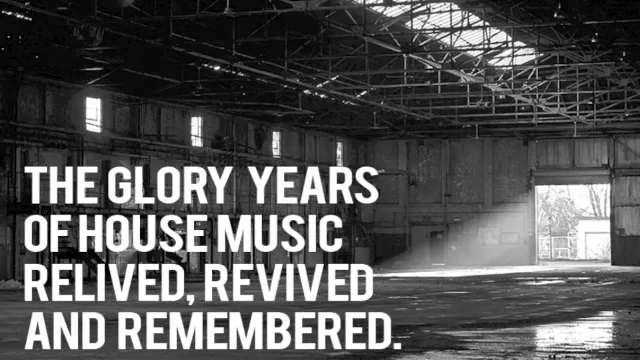 THE GLORY YEARS
OF HOUSE MUSIC
RELIVED, REVIVED
AND REMEMBERED.